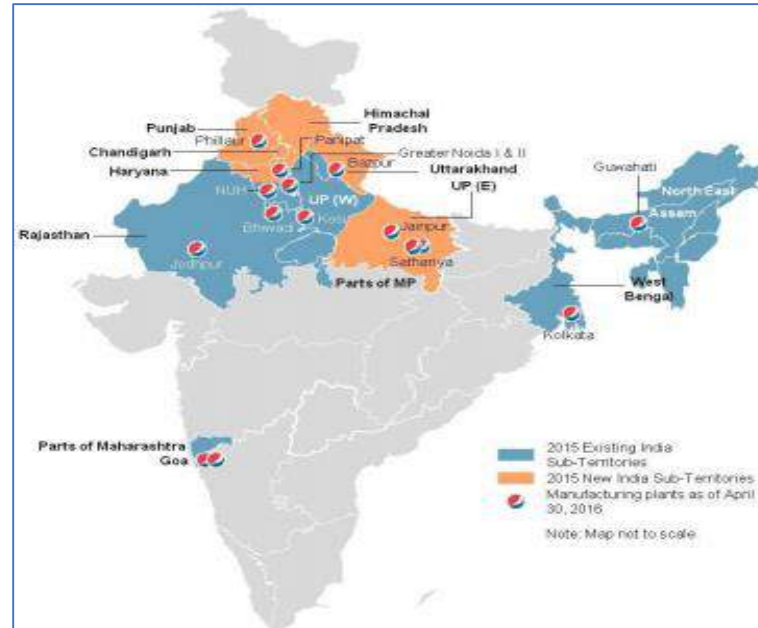 Himachal
Pradesh
Punjab
Phillaur
Panipat
Chandigarh
Greater Noida I & II
Haryana
Bazpur
Uttarakhand
UP (E)
NUH
UP (W)
Kosi
Bhiwadi
Rajasthan
Jodhpur
Jainpur
Sathariya
Parts of MP
Guwahati
North East
Assam
West
Bengal
Kolkata
Parts of Maharashtra
Goa
2015 Existing India
Sub-Territories
2015 New India Sub-Territories
Manufacturing plants as of April
30, 2016
Note: Map not to scale